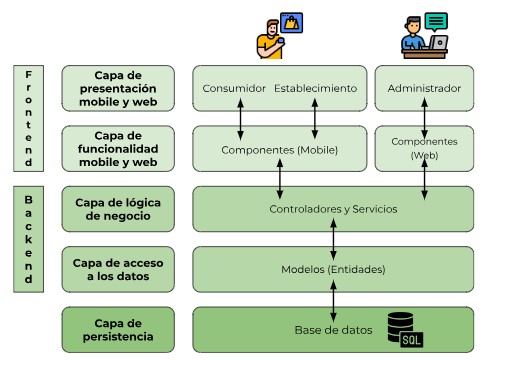 Frontend
Capa de
presentación
mobile y web
Consumidor
Establecimiento
Administrador
Capa de
funcionalidad
mobile y web
Componentes (Mobile)
Componentes
(Web)
Backend
Capa de lógica
de negocio
Controladores y Servicios
Capa de acceso
a los datos
Modelos (Entidades)
Capa de
persistencia
Base de datos
SQL